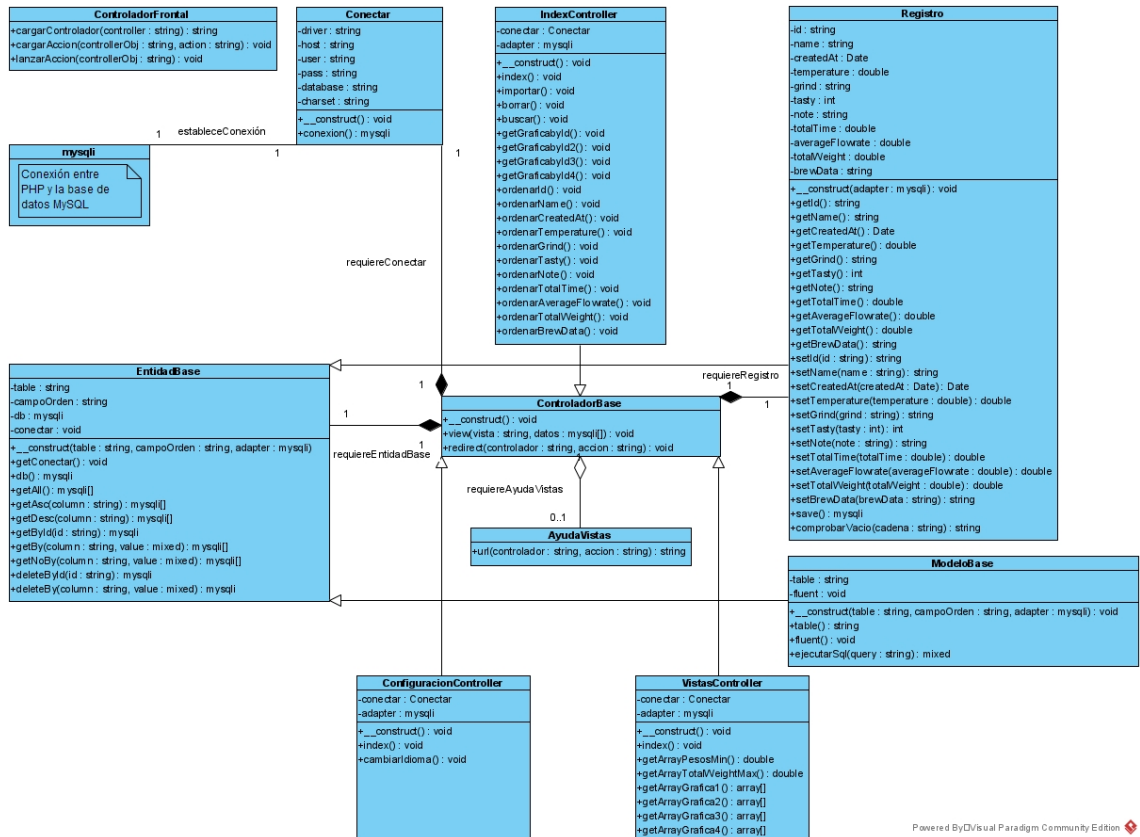 ControladorFrontal
+cargarControlador(controller : string) : string
+cargarAccion(controllerObj : string, action : string) : void
+lanzarAccion(controllerObj : string) : void
Conectar
-driver : string
-host : string
-user : string
-pass : string
-database : string
-charset : string
+__construct() : void
+conexion() : mysqli
IndexController
-conectar : Conectar
-adapter : mysqli
+__construct() : void
+index() : void
+importar() : void
+borrar() : void
+buscar() : void
+getGraficabyId() : void
+getGraficabyId2() : void
+getGraficabyId3() : void
+getGraficabyId4() : void
+ordenarId() : void
+ordenarName() : void
+ordenarCreatedAt() : void
+ordenarTemperature() : void
+ordenarGrind() : void
+ordenarTasty() : void
+ordenarNote() : void
+ordenarTotalTime() : void
+ordenarAverageFlowrate() : void
+ordenarTotalWeight() : void
+ordenarBrewData() : void
Registro
-id : string
-name : string
-createdAt : Date
-temperature : double
-grind : string
-tasty : int
-note : string
-totalTime : double
-averageFlowrate : double
-totalWeight : double
-brewData : string
+__construct(adapter : mysqli) : void
+getId() : string
+getName() : string
+getCreatedAt() : Date
+getTemperature() : double
+getGrind() : string
+getTasty() : int
+getNote() : string
+getTotalTime() : double
+getAverageFlowrate() : double
+getTotalWeight() : double
+getBrewData() : string
+setId(id : string) : string
+setName(name : string) : string
+setCreatedAt(createdAt : Date) : Date
+setTemperature(temperature : double) : double
+setGrind(grind : string) : string
+setTasty(tasty : int) : int
+setNote(note : string) : string
+setTotalTime(totalTime : double) : double
+setAverageFlowrate(averageFlowrate : double) : double
+setTotalWeight(totalWeight : double) : double
+setBrewData(brewData : string) : string
+save() : mysqli
+comprobarVacio(cadena : string) : string
1
estableceConexión
1
1
mysqli
Conexión entre
PHP y la base de
datos MySQL
requiereConectar
1
EntidadBase
-table : string
-campoOrden : string
-db : mysqli
-conectar : void
+__construct(table : string, campoOrden : string, adapter : mysqli)
+getConectar() : void
+db() : mysqli
+getAll() : mysqli[]
+getAsc(column : string) : mysqli[]
+getDesc(column : string) : mysqli[]
+getById(id : string) : mysqli
+getBy(column : string, value : mixed) : mysqli[]
+getNoBy(column : string, value : mixed) : mysqli[]
+deleteById(id : string) : mysqli
+deleteBy(column : string, value : mixed) : mysqli
1
1
requiereEntidadBase
requiereRegistro
1
1
ControladorBase
+__construct() : void
+view(vista : string, datos : mysqli[]) : void
+redirect(controlador : string, accion : string) : void
1
requiereAyudaVistas
0..1
AyudaVistas
+url(controlador : string, accion : string) : string
ModeloBase
-table : string
-fluent : void
+__construct(table : string, campoOrden : string, adapter : mysqli) : void
+table() : string
+fluent() : void
+ejecutarSql(query : string) : mixed
ConfiguracionController
-conectar : Conectar
-adapter : mysqli
+__construct() : void
+index() : void
+cambiarIdioma() : void
VistasController
-conectar : Conectar
-adapter : mysqli
+__construct() : void
+index() : void
+getArrayPesosMin() : double
+getArrayTotalWeightMax() : double
+getArrayGrafica1() : array[]
+getArrayGrafica2() : array[]
+getArrayGrafica3() : array[]
+getArrayGrafica4() : array[]
Powered By Visual Paradigm Community Edition